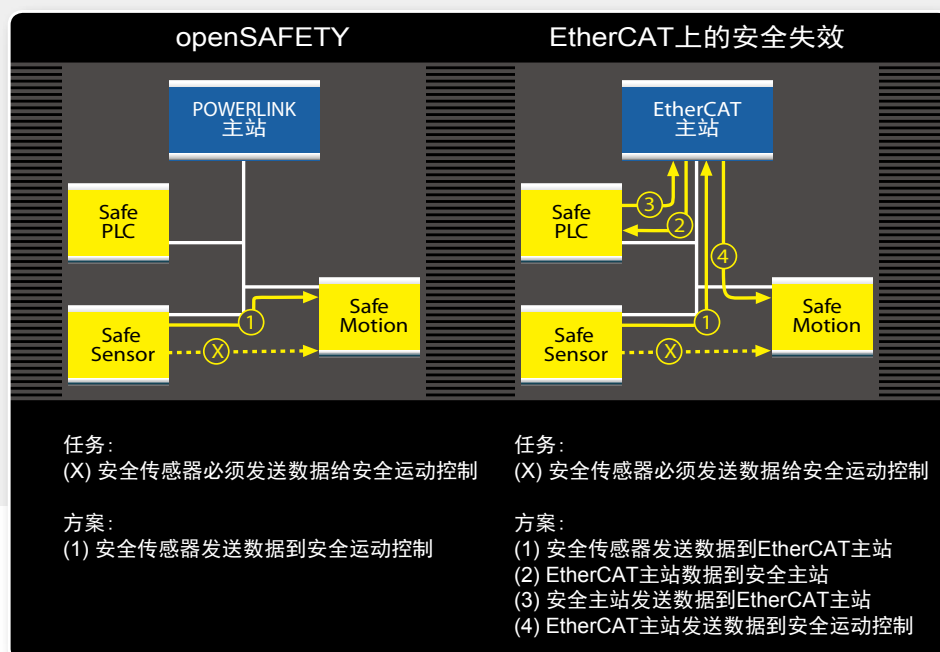 openSAFETY
POWERLINK
主站
Safe
PLC
Safe
Sensor
Safe
Motion
1
X
任务：
(X) 安全传感器必须发送数据给安全运动控制
方案：
(1) 安全传感器发送数据到安全运动控制
EtherCAT上的安全失效
EtherCAT
主站
Safe
PLC
Safe
Sensor
Safe
Motion
3
2
4
1
X
任务：
(X) 安全传感器必须发送数据给安全运动控制
方案：
(1) 安全传感器发送数据到EtherCAT主站
(2) EtherCAT主站数据到安全主站
(3) 安全主站发送数据到EtherCAT主站
(4) EtherCAT主站发送数据到安全运动控制